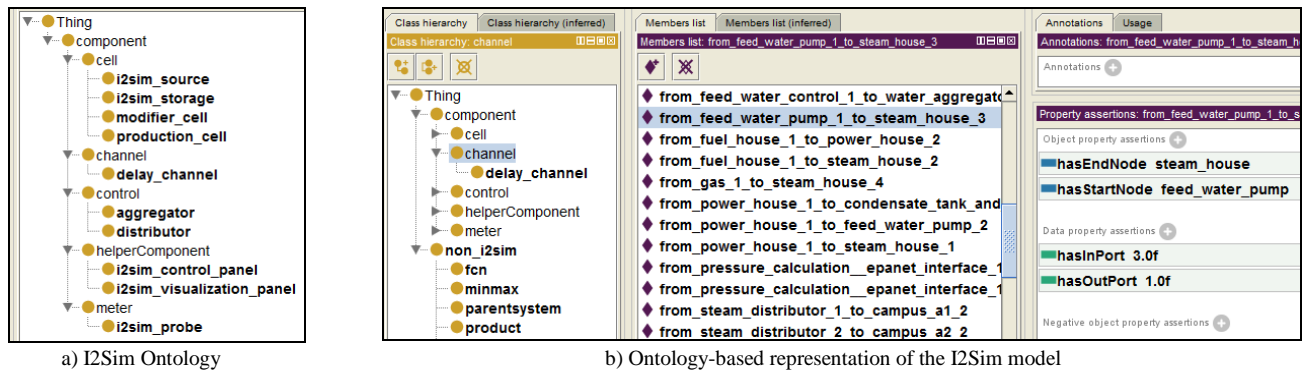 Thing
component
cell
i2sim_source
i2sim_storage
modifier_cell
production_cell
channel
delay_channel
control
aggregator
distributor
helperComponent
i2sim_control_panel
i2sim_visualization_panel
meter
i2sim_probe
a) I2Sim Ontology
Class hierarchy Class hierarchy (inferred)
Class hierarchy: channel
Thing
component
cell
channel
delay_channel
control
helperComponent
meter
non_i2sim
fcn
minmax
parentsystem
product
Members list Members list (inferred)
Members list: from_feed_water_pump_1_to_steam_house_3
from_feed_water_control_1_to_water_aggregato
from_feed_water_pump_1_to_steam_house_3
from_fuel_house_1_to_power_house_2
from_fuel_house_1_to_steam_house_2
from_gas_1_to_steam_house_4
from_power_house_1_to_condensate_tank_and
from_power_house_1_to_feed_water_pump_2
from_power_house_1_to_steam_house_1
from_pressure_calculation__epanet_interface_1
from_pressure_calculation__epanet_interface_1
from_steam_distributor_1_to_campus_a1_2
from_steam_distributor_2_to_campus_a2_2
Annotations Usage
Annotations: from_feed_water_pump_1_to_steam_h
Annotations
Property assertions: from_feed_water_pump_1_to_s
Object property assertions
hasEndNode steam_house
hasStartNode feed_water_pump
Data property assertions
hasInPort 3.0f
hasOutPort 1.0f
Negative object property assertions
b) Ontology-based representation of the I2Sim model